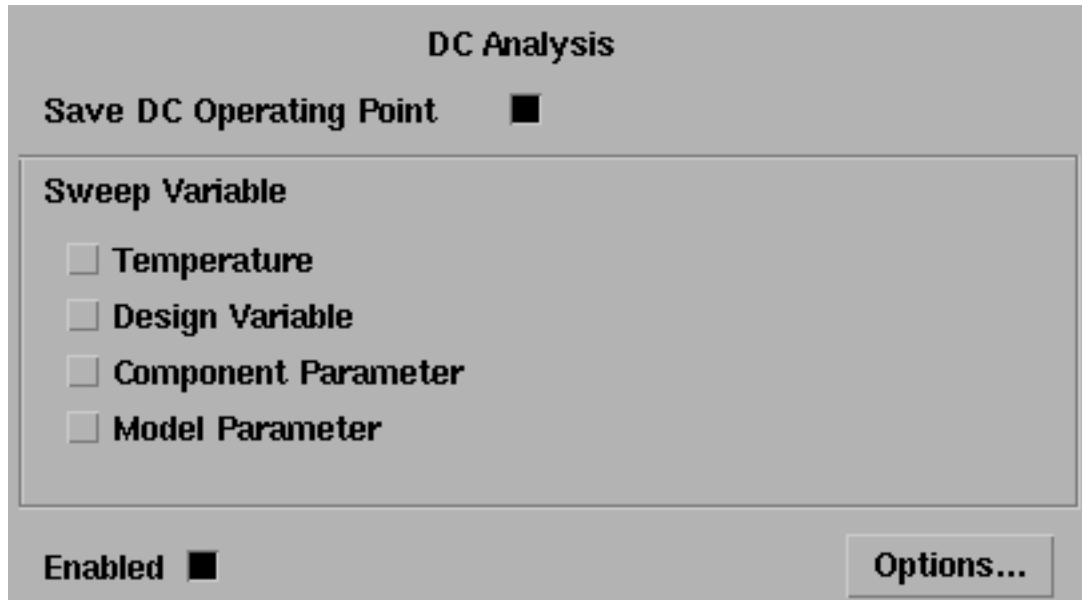 DC Analysis
Save DC Operating Point
Sweep Variable
Temperature
Design Variable
Component Parameter
Model Parameter
Enabled
Options...